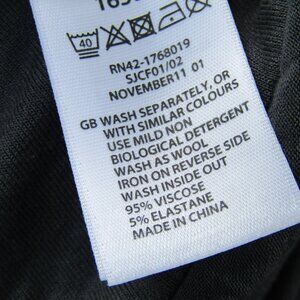 40
RN42-1768019
SJCF01/02
NOVEMBER11 01
GB WASH SEPARATELY, OR
WITH SIMILAR COLOURS
USE MILD NON
BIOLOGICAL DETERGENT
WASH AS WOOL
IRON ON REVERSE SIDE
WASH INSIDE OUT
95% VISCOSE
5% ELASTANE
MADE IN CHINA